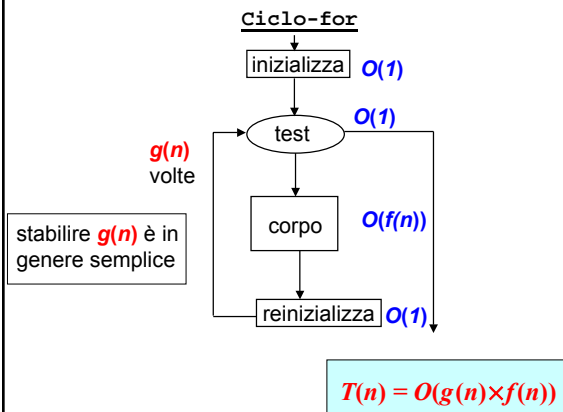 Ciclo-for
inizializza O(1)
test O(1)
g(n)
volte
corpo O(f(n))
stabilire g(n) è in
genere semplice
reinizializza O(1)
T(n) = O(g(n)×f(n))